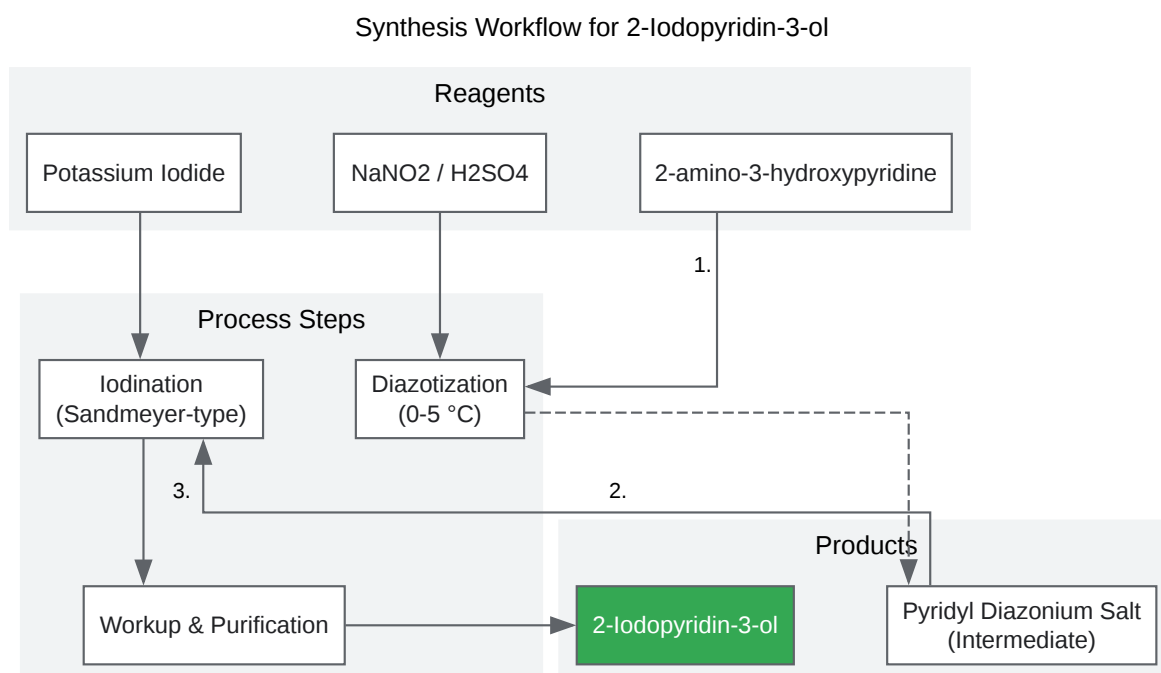 Synthesis Workflow for 2-Iodopyridin-3-ol
Reagents
Potassium Iodide
NaNO2 / H2SO4
2-amino-3-hydroxypyridine
1.
Process Steps
Iodination
(Sandmeyer-type)
Diazotization
(0-5 °C)
3.
2.
Products
Workup & Purification
2-Iodopyridin-3-ol
Pyridyl Diazonium Salt
(Intermediate)